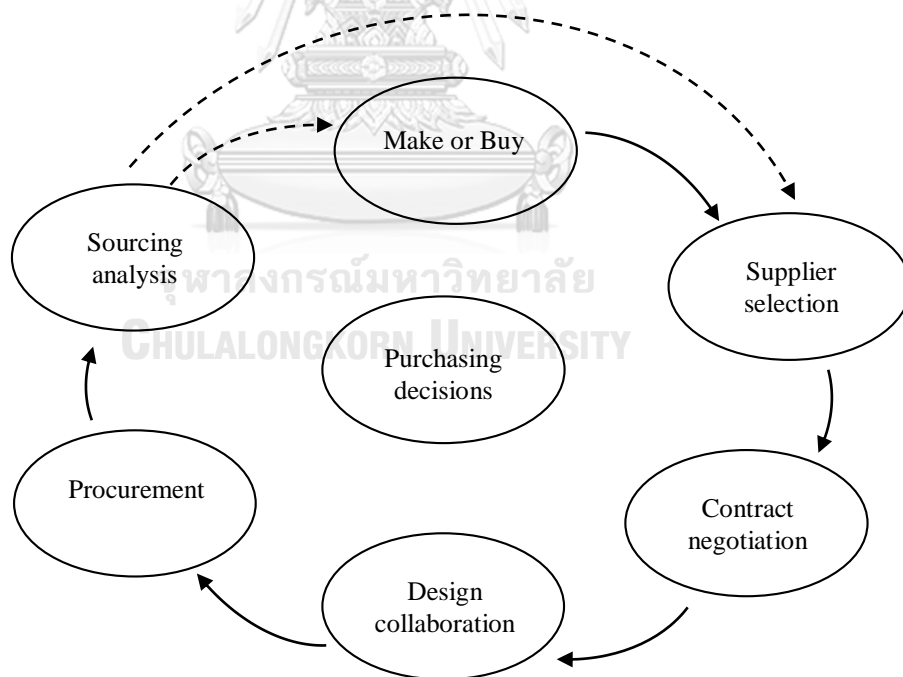 Make or Buy
Sourcing
analysis
Supplier
selection
จุฬาลงกรณ์มหาวิทยาลัย
CHULALONGKORN UNIVERSITY
Purchasing
decisions
Procurement
Contract
negotiation
Design
collaboration